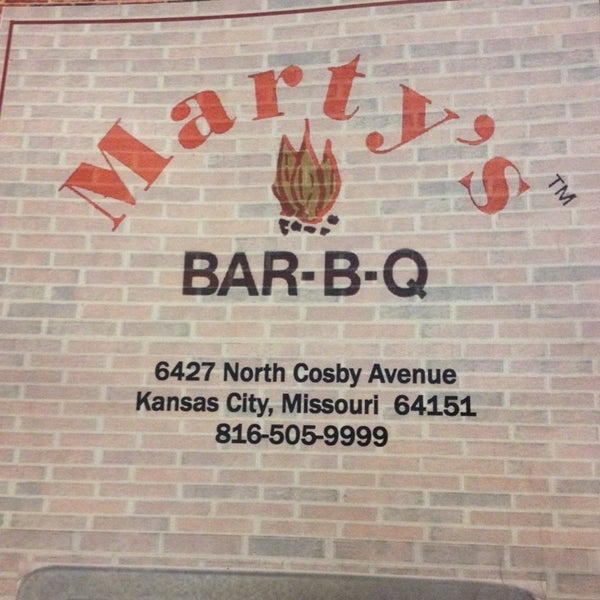 Marty's TM
BAR-B-Q
6427 North Cosby Avenue
Kansas City, Missouri 64151
816-505-9999